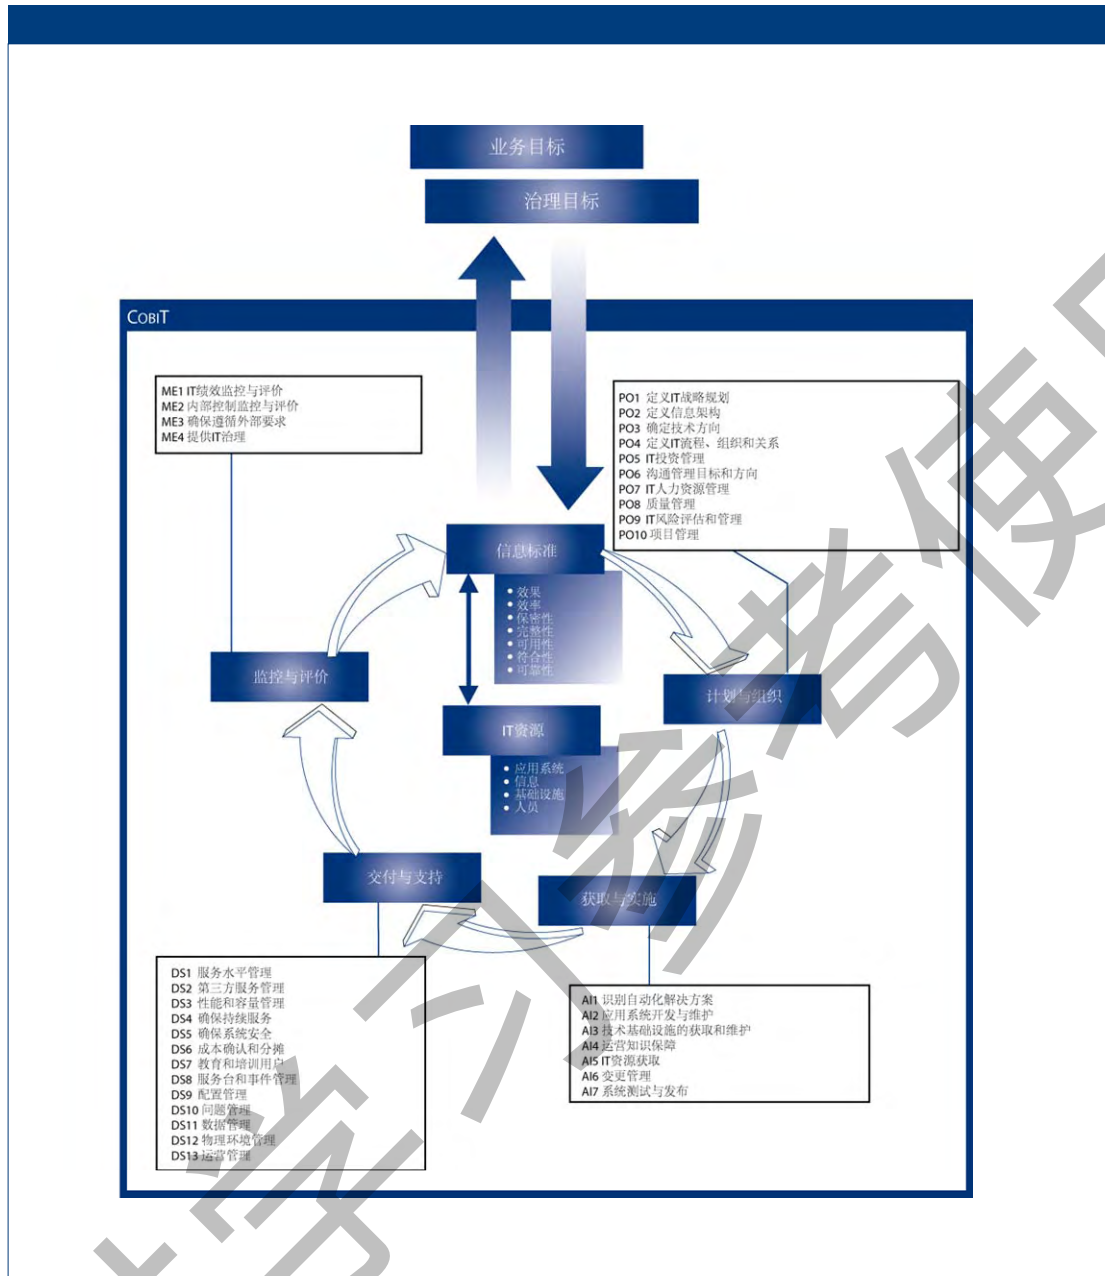 业务目标
治理目标
COBIT
ME1 IT绩效监控与评价
ME2 内部控制监控与评价
ME3 确保遵循外部要求
ME4 提供IT治理
PO1 定义IT战略规划
PO2 定义信息架构
PO3 确定技术方向
PO4 定义IT流程、组织和关系
PO5 IT投资管理
PO6 沟通管理目标和方向
PO7 IT人力资源管理
PO8 质量管理
PO9 IT风险评估和管理
PO10 项目管理
信息标准
• 效果
• 效率
• 保密性
• 完整性
• 可用性
• 符合性
• 可靠性
监控与评价
计划与组织
IT资源
• 应用系统
• 信息
• 基础设施
• 人员
交付与支持
获取与实施
DS1 服务水平管理
DS2 第三方服务管理
DS3 性能和容量管理
DS4 确保持续服务
DS5 确保系统安全
DS6 成本确认和分摊
DS7 教育和培训用户
DS8 服务台和事件管理
DS9 配置管理
DS10 问题管理
DS11 数据管理
DS12 物理环境管理
DS13 运营管理
AI1 识别自动化解决方案
AI2 应用系统开发与维护
AI3 技术基础设施的获取和维护
AI4 运营知识保障
AI5 IT资源获取
AI6 变更管理
AI7 系统测试与发布
学习参考使